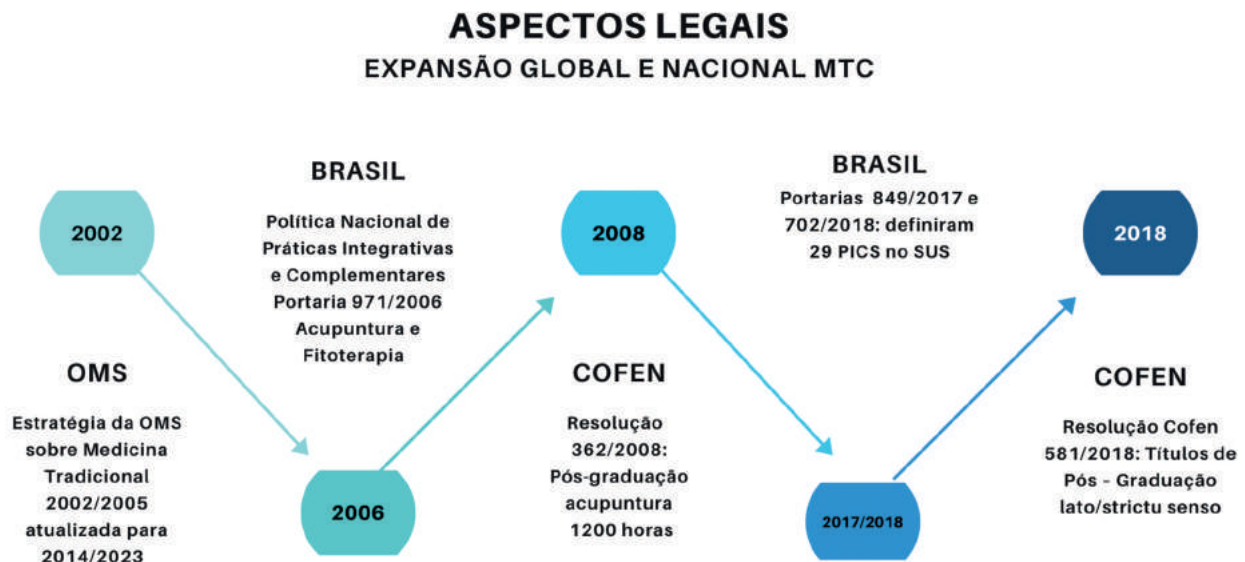 ASPECTOS LEGAIS
EXPANSÃO GLOBAL E NACIONAL MTC
2002
OMS
Estratégia da OMS
sobre Medicina
Tradicional
2002/2005
atualizada para
2014/2023
BRASIL
Política Nacional de
Práticas Integrativas
e Complementares
Portaria 971/2006
Acupuntura e
Fitoterapia
2006
2008
COFEN
Resolução
362/2008:
Pós-graduação
acupuntura
1200 horas
BRASIL
Portarias 849/2017 e
702/2018: definiram
29 PICS no SUS
2017/2018
2018
COFEN
Resolução Cofen
581/2018: Títulos de
Pós - Graduação
lato/strictu senso